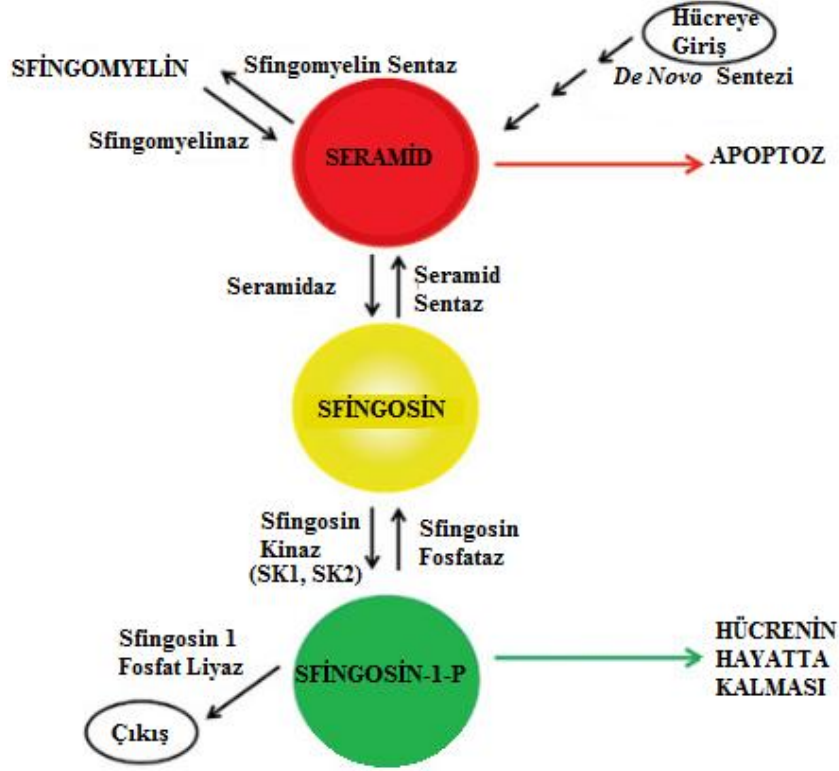 Hücreye
Giriş
SFİNGOMYELİN
Sfingomyelin Sentaz
De Novo Sentezi
Sfingomyelinaz
SERAMİD
APOPTOZ
Seramidaz
Seramid
Sentaz
SFİNGOSİN
Sfingosin
Kinaz
(SK1, SK2)
Sfingosin
Fosfataz
Sfingosin 1
Fosfat Liyaz
SFİNGOSİN-1-P
HÜCRENİN
HAYATTA
KALMASI
Çıkış